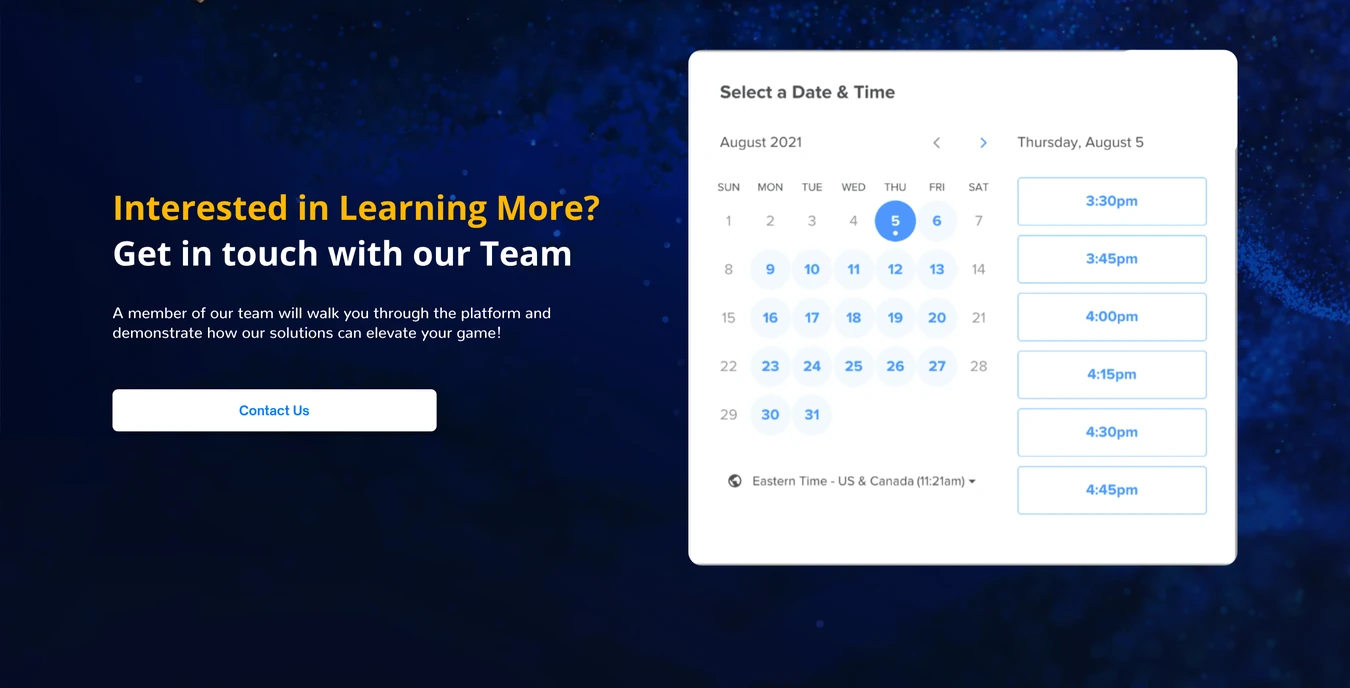 Interested in Learning More?
Get in touch with our Team
A member of our team will walk you through the platform and
demonstrate how our solutions can elevate your game!
Contact Us
Select a Date & Time
August 2021
SUN MON TUE WED THU FRI SAT
1 2 3 4 5 6 7
8 9 10 11 12 13 14
15 16 17 18 19 20 21
22 23 24 25 26 27 28
29 30 31
Eastern Time - US & Canada (11:21am)
Thursday, August 5
3:30pm
3:45pm
4:00pm
4:15pm
4:30pm
4:45pm